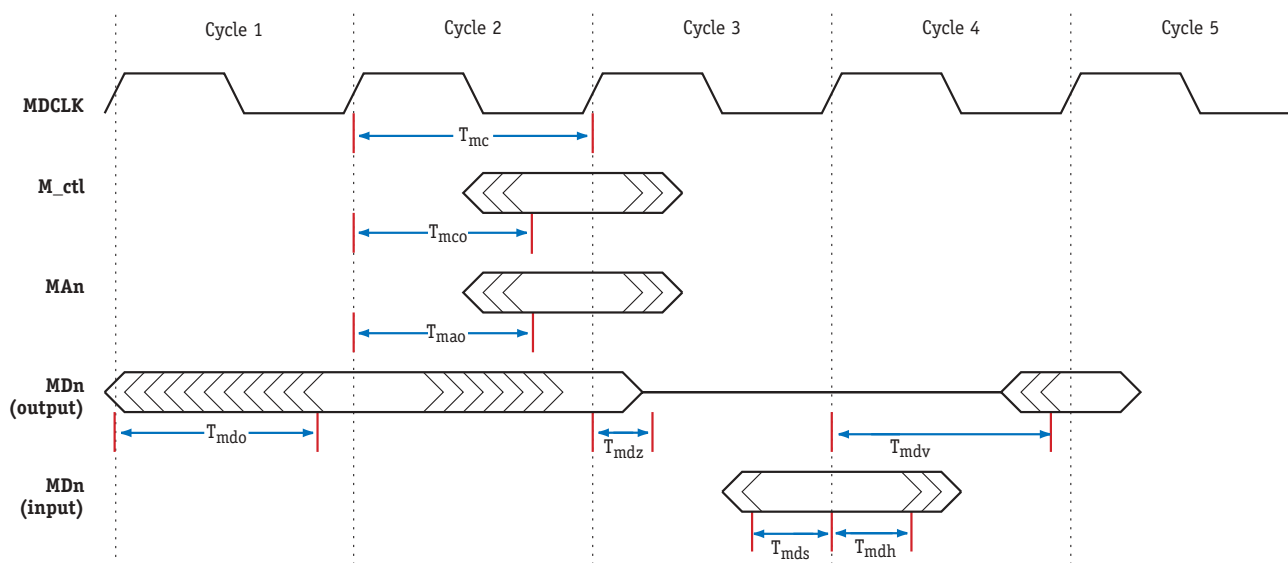 Cycle 1
Cycle 2
Cycle 3
Cycle 4
Cycle 5
MDCLK
Tmc
M_ctl
Tmco
MAn
Tmao
MDn
(output)
Tmdo
Tmdz
Tmdv
MDn
(input)
Tmds
Tmdh